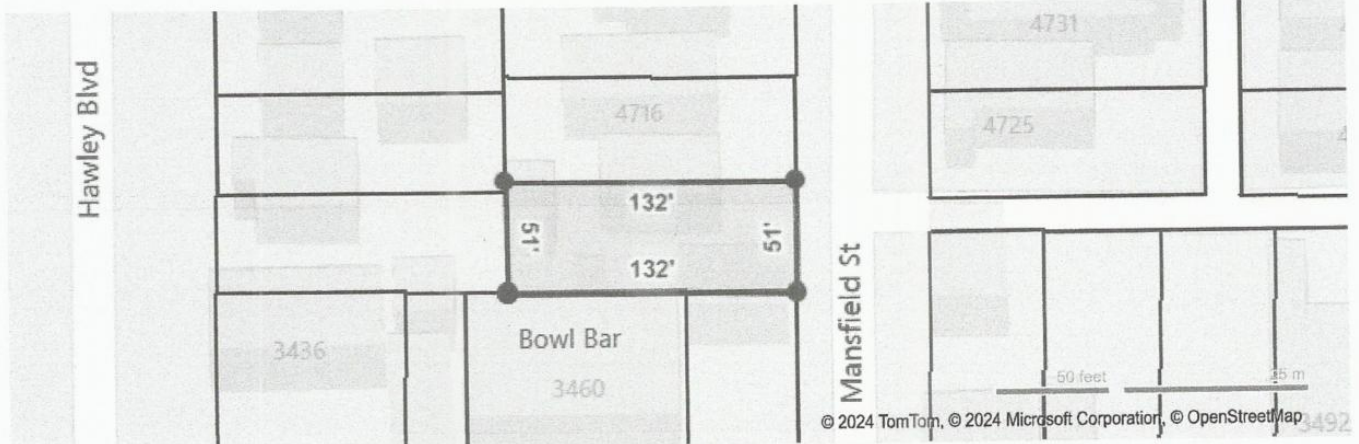 Hawley Blvd
4731
4716
4725
132'
51'
51'
132'
Mansfield St
Bowl Bar
3436
3460
50 feet
25 m
© 2024 TomTom, © 2024 Microsoft Corporation, © OpenStreetMap
3492